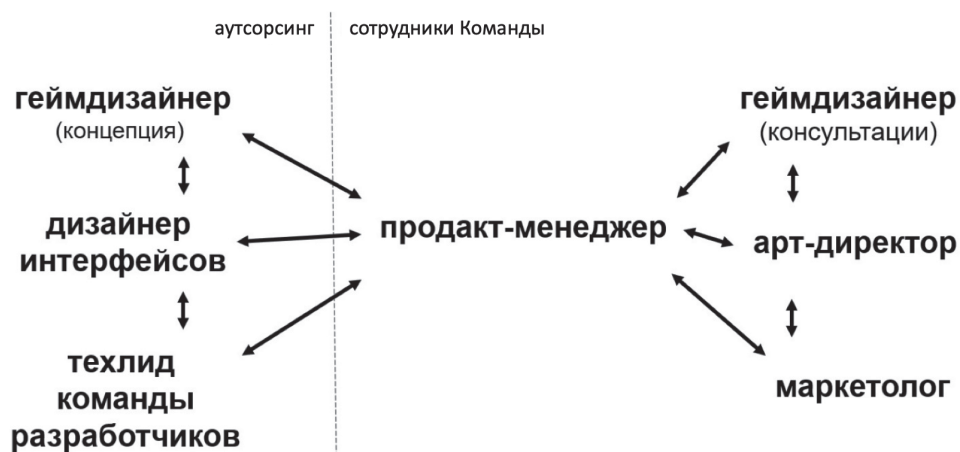 аутсорсинг
сотрудники Команды
геймдизайнер
(концепция)
дизайнер
интерфейсов
техлид
команды
разработчиков
продакт-менеджер
геймдизайнер
(консультации)
арт-директор
маркетолог